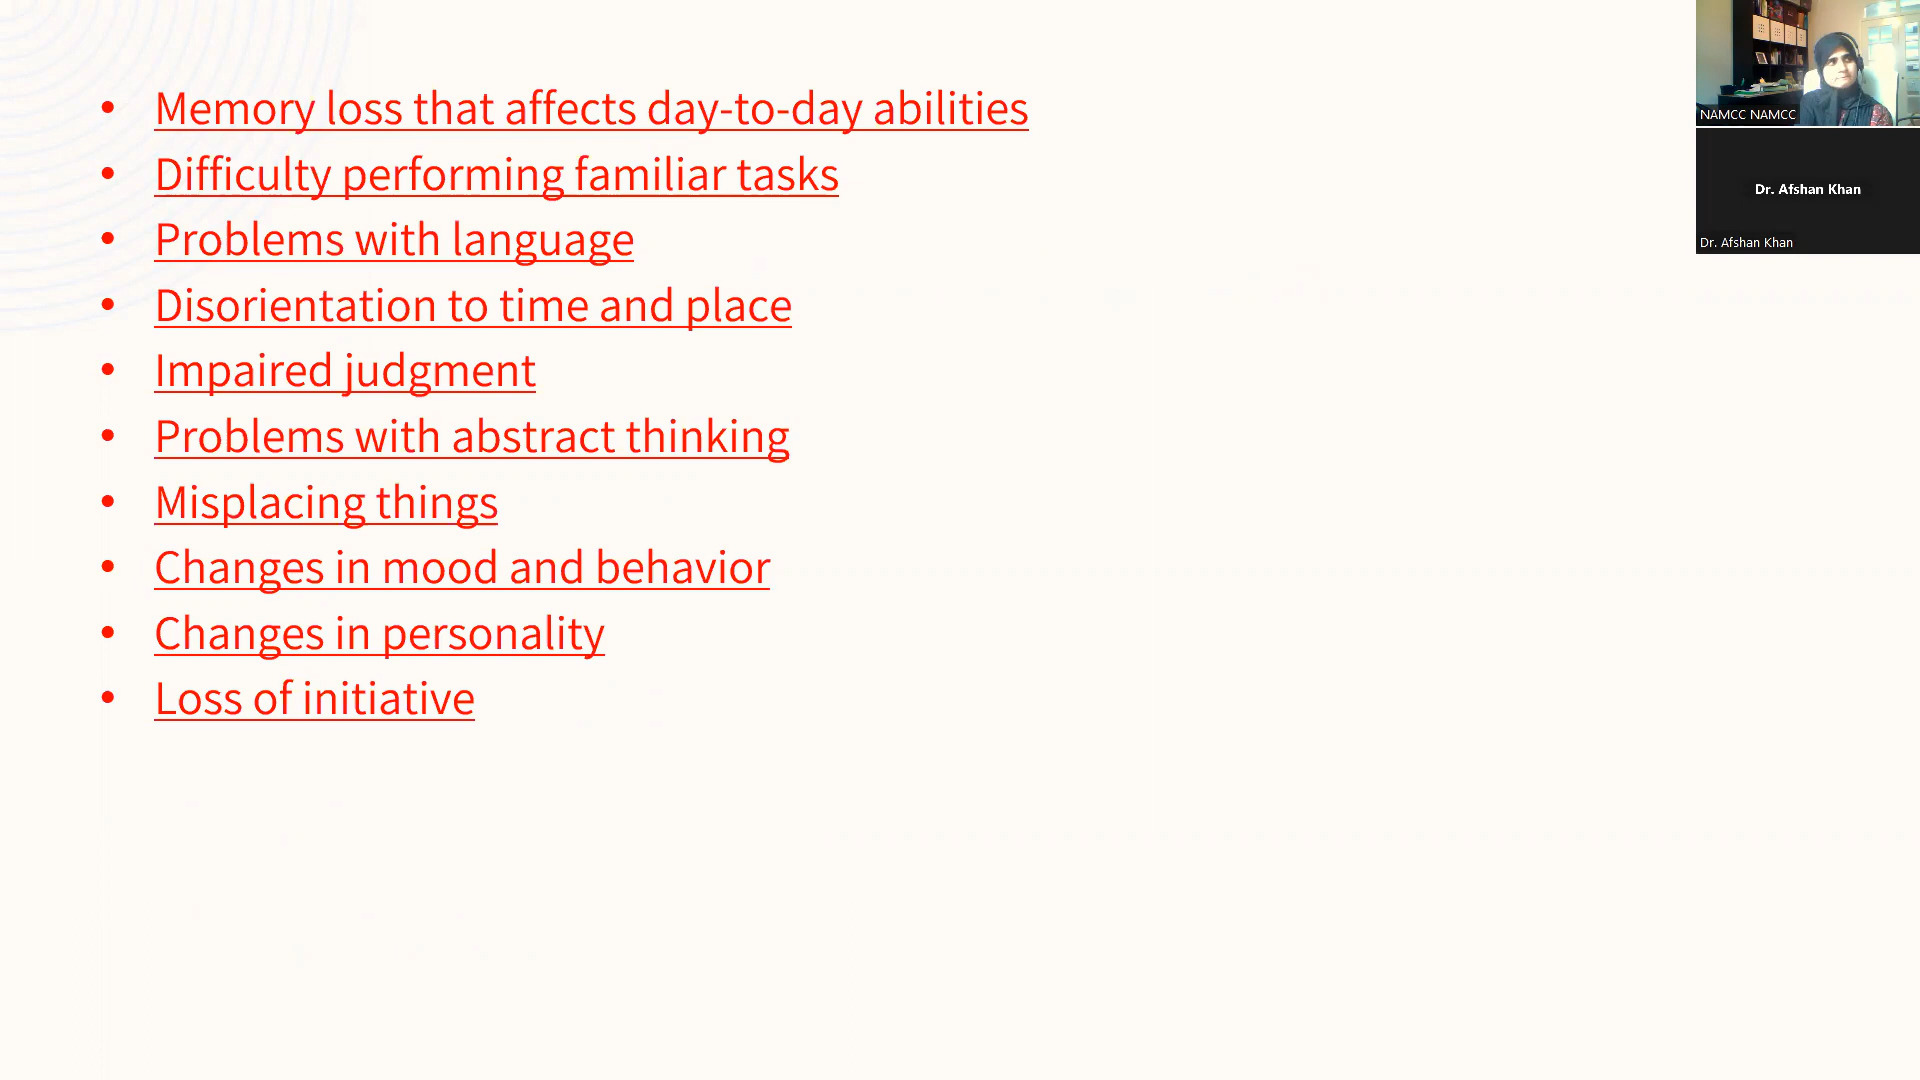 • Memory loss that affects day-to-day abilities
• Difficulty performing familiar tasks
• Problems with language
• Disorientation to time and place
• Impaired judgment
• Problems with abstract thinking
• Misplacing things
• Changes in mood and behavior
• Changes in personality
• Loss of initiative
NAMCC NAMCC
Dr. Afshan Khan
Dr. Afshan Khan